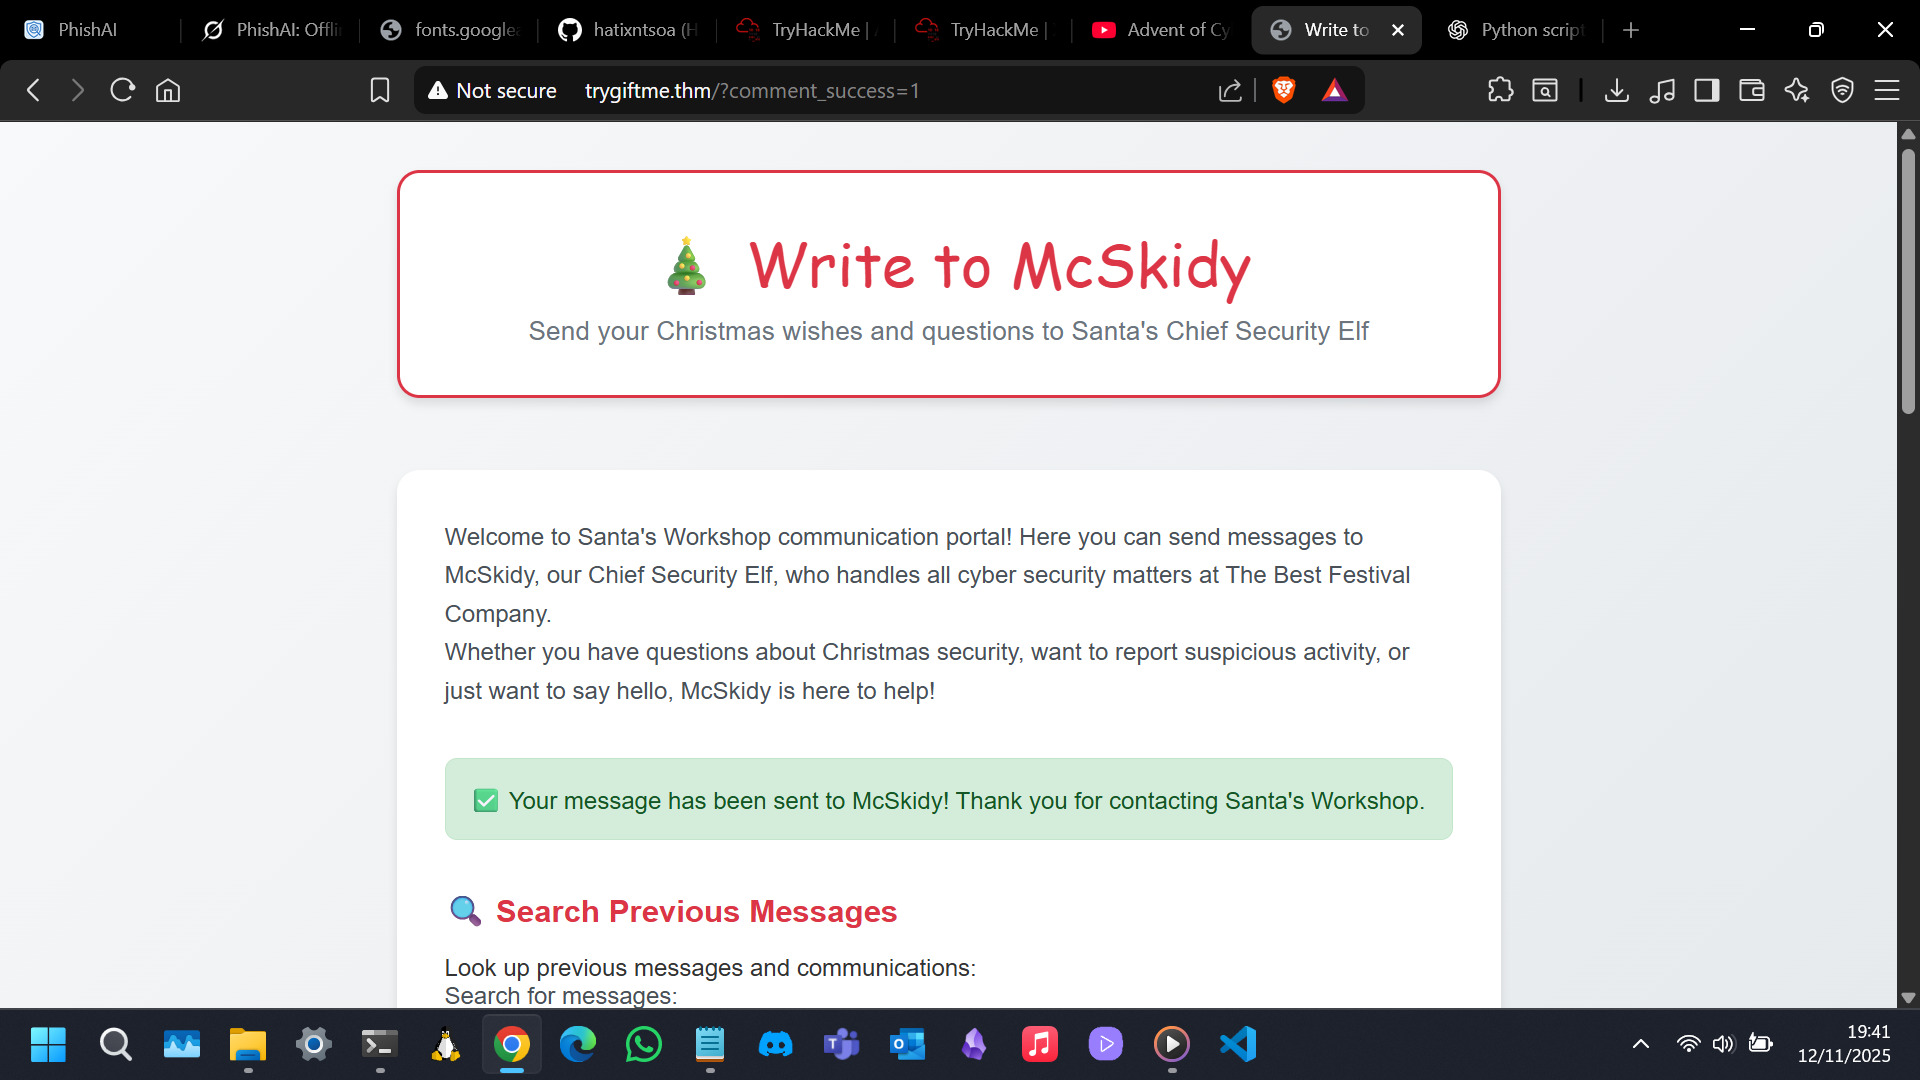 PhishAI
PhishAI: Offli
fonts.google
hatixntsoa (H
TryHackMe |
TryHackMe |
Advent of Cy
Write to
Python script
Not secure
trygiftme.thm/?comment_success=1
Write to McSkidy
Send your Christmas wishes and questions to Santa's Chief Security Elf
Welcome to Santa's Workshop communication portal! Here you can send messages to
McSkidy, our Chief Security Elf, who handles all cyber security matters at The Best Festival
Company.
Whether you have questions about Christmas security, want to report suspicious activity, or
just want to say hello, McSkidy is here to help!
Your message has been sent to McSkidy! Thank you for contacting Santa's Workshop.
Search Previous Messages
Look up previous messages and communications:
Search for messages:
19:41
12/11/2025